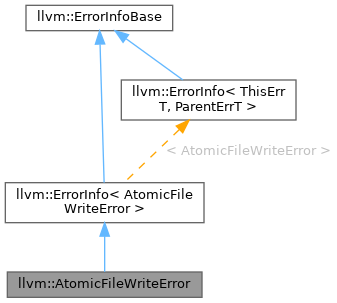 llvm::ErrorInfoBase
llvm::ErrorInfo< ThisErr
T, ParentErrT >
< AtomicFileWriteError >
llvm::ErrorInfo< AtomicFile
WriteError >
llvm::AtomicFileWriteError